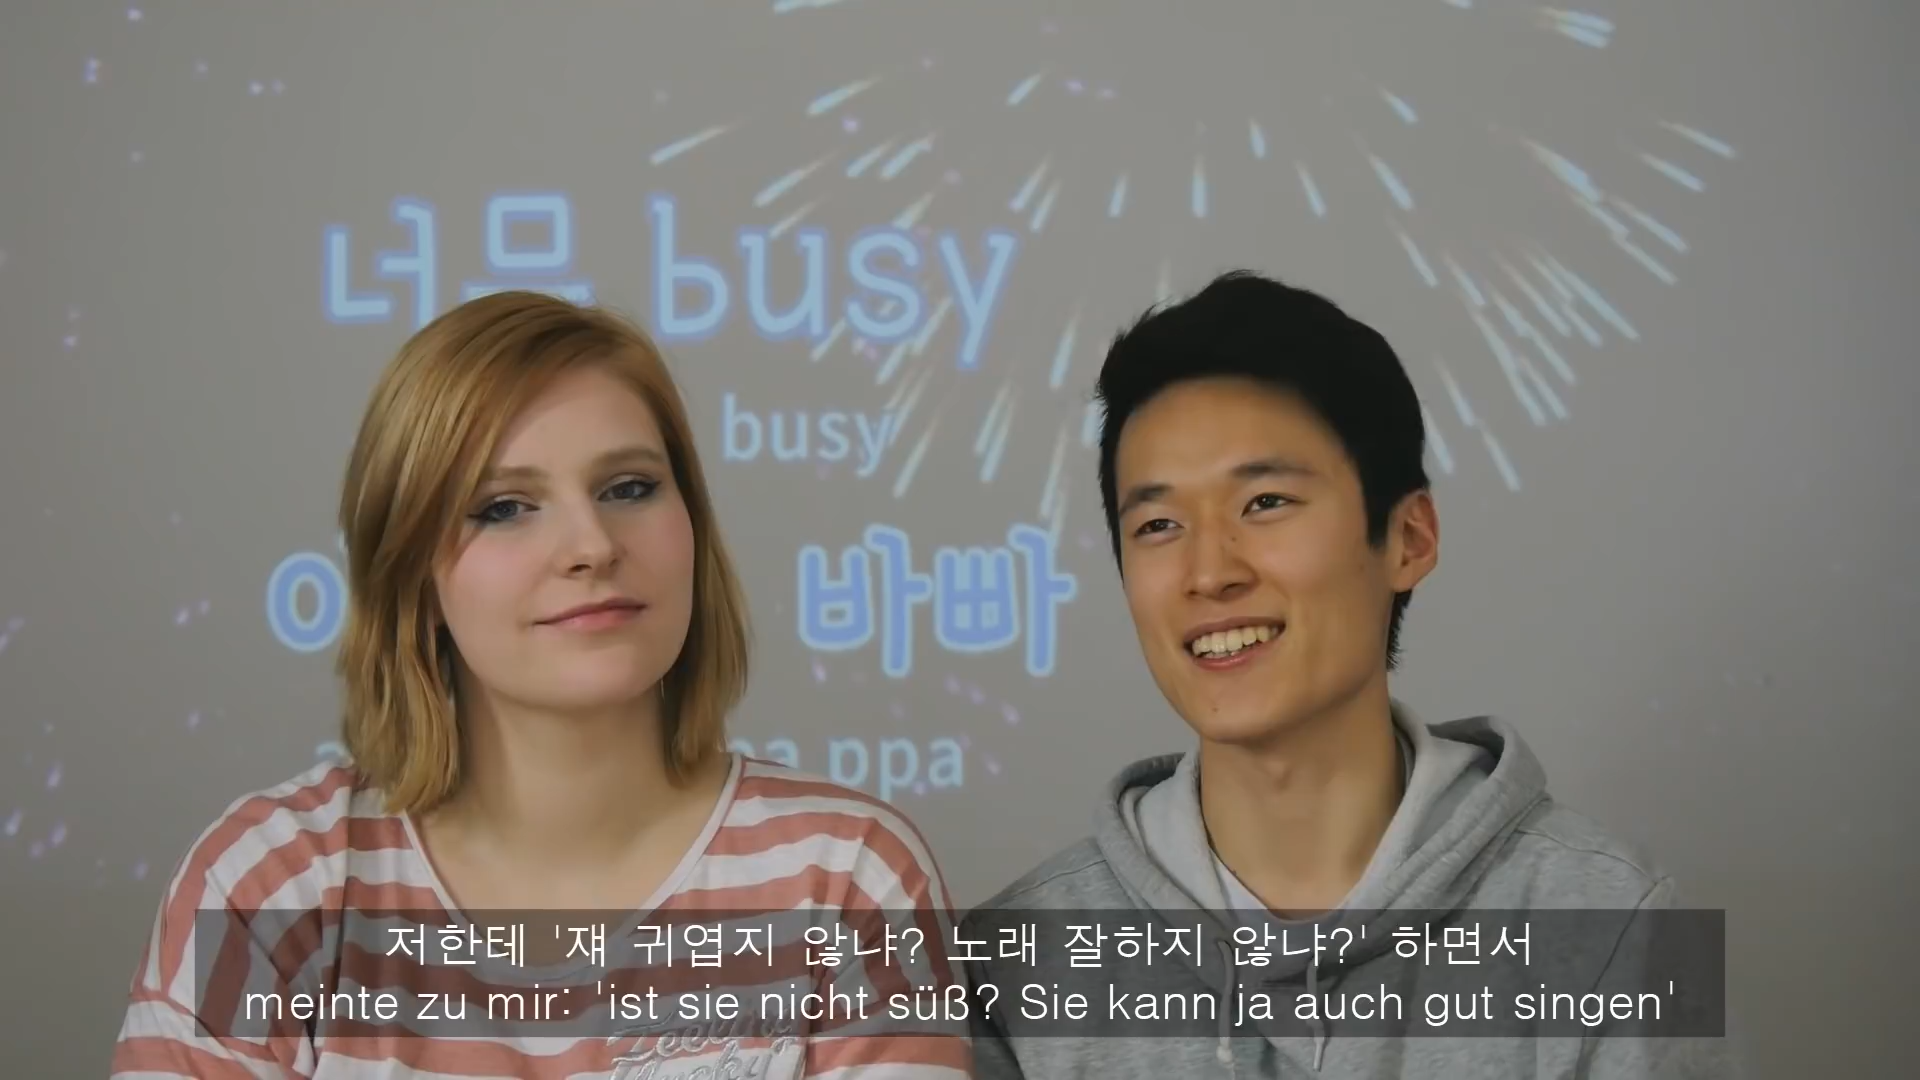 너무 busy
busy
바빠
ppa
저한테 '쟤 귀엽지 않냐? 노래 잘하지 않냐?' 하면서
meinte zu mir: 'ist sie nicht süß? Sie kann ja auch gut singen'